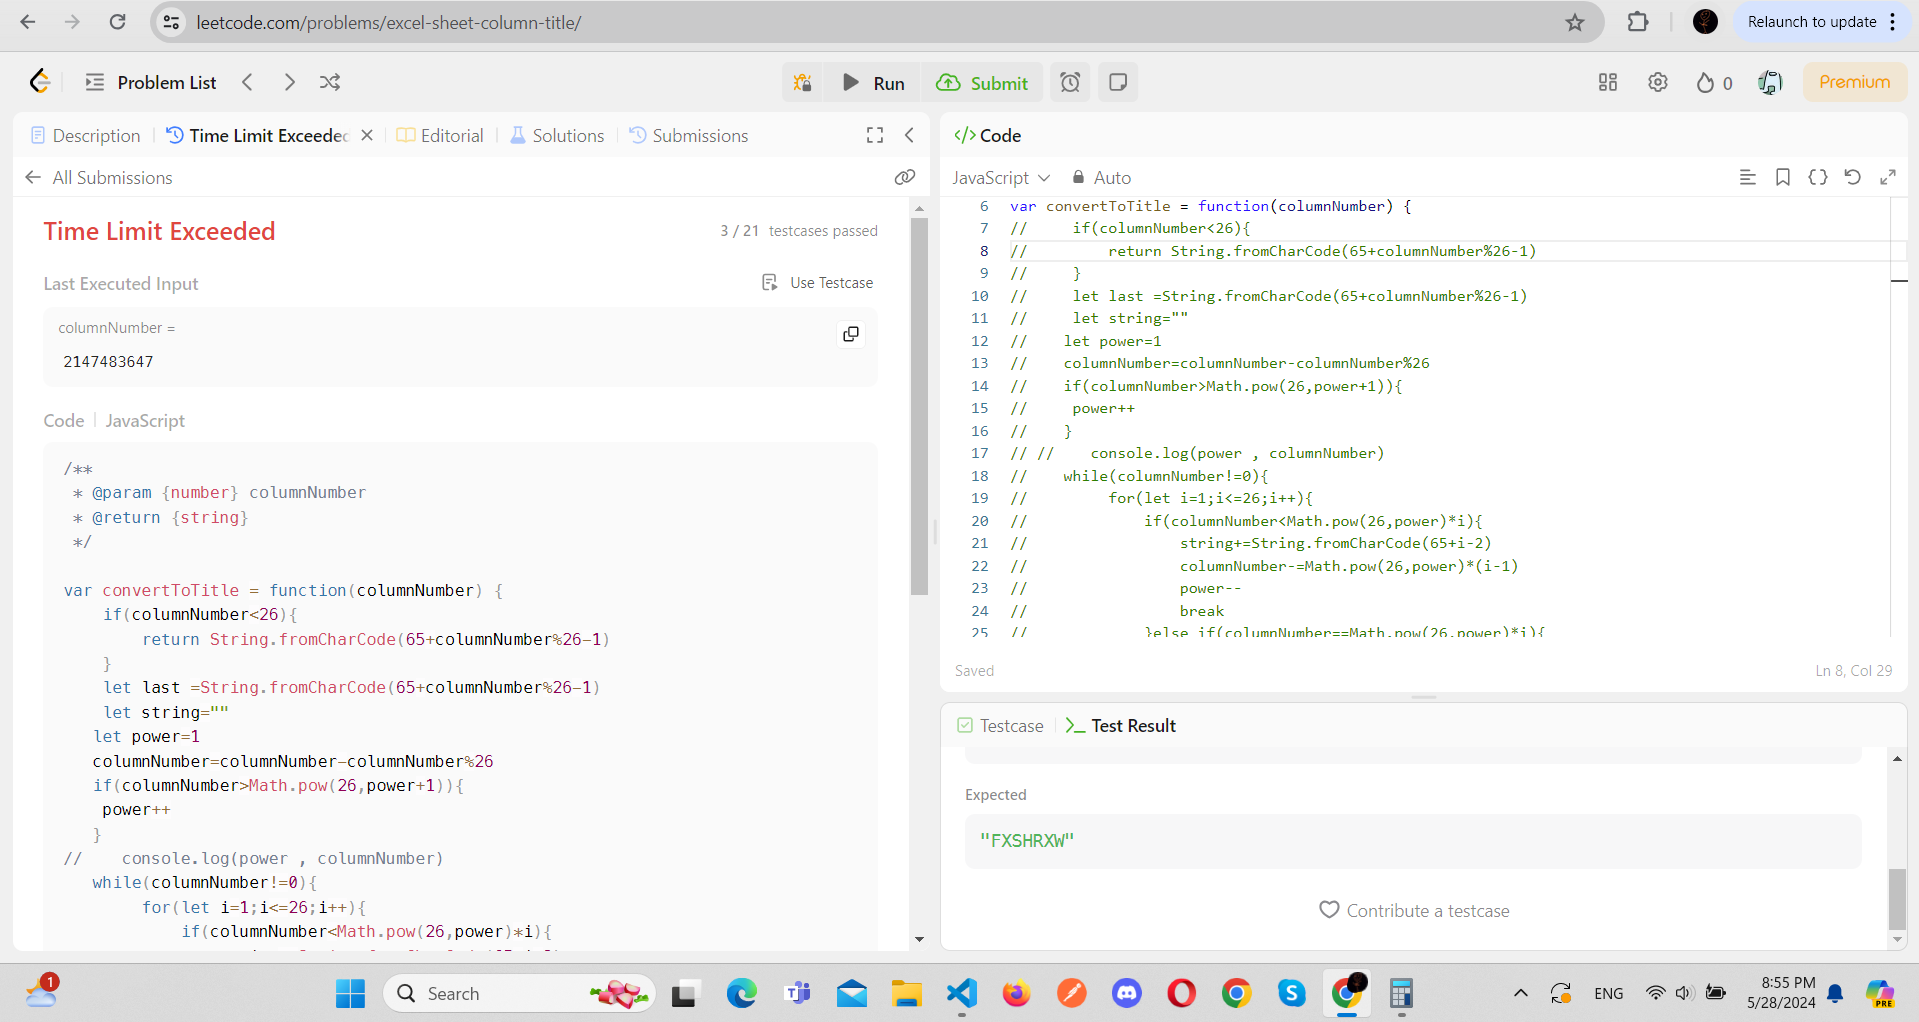 leetcode.com/problems/excel-sheet-column-title/
Relaunch to update
Problem List
Run
Submit
0
Premium
Description
Time Limit Exceeded
Editorial
Solutions
Submissions
All Submissions
Time Limit Exceeded
3 / 21 testcases passed
Last Executed Input
Use Testcase
columnNumber =
2147483647
Code
JavaScript
/**
 * @param {number} columnNumber
 * @return {string}
 */
var convertToTitle = function(columnNumber) {
    if(columnNumber<26){
        return String.fromCharCode(65+columnNumber%26-1)
    }
    let last =String.fromCharCode(65+columnNumber%26-1)
    let string=""
   let power=1
   columnNumber=columnNumber-columnNumber%26
   if(columnNumber>Math.pow(26,power+1)){
    power++
   }
//    console.log(power , columnNumber)
   while(columnNumber!=0){
        for(let i=1;i<=26;i++){
            if(columnNumber<Math.pow(26,power)*i){
</> Code
JavaScript
Auto
6 var convertToTitle = function(columnNumber) {
7 //     if(columnNumber<26){
8 //         return String.fromCharCode(65+columnNumber%26-1)
9 //     }
10 //     let last =String.fromCharCode(65+columnNumber%26-1)
11 //     let string=""
12 //    let power=1
13 //    columnNumber=columnNumber-columnNumber%26
14 //    if(columnNumber>Math.pow(26,power+1)){
15 //     power++
16 //    }
17 // //    console.log(power , columnNumber)
18 //    while(columnNumber!=0){
19 //         for(let i=1;i<=26;i++){
20 //             if(columnNumber<Math.pow(26,power)*i){
21 //                 string+=String.fromCharCode(65+i-2)
22 //                 columnNumber-=Math.pow(26,power)*(i-1)
23 //                 power--
24 //                 break
25 //             }else if(columnNumber==Math.pow(26,power)*i){
Saved
Ln 8, Col 29
Testcase
Test Result
Expected
"FXSHRXW"
Contribute a testcase
1
Search
ENG
8:55 PM
5/28/2024
PRE